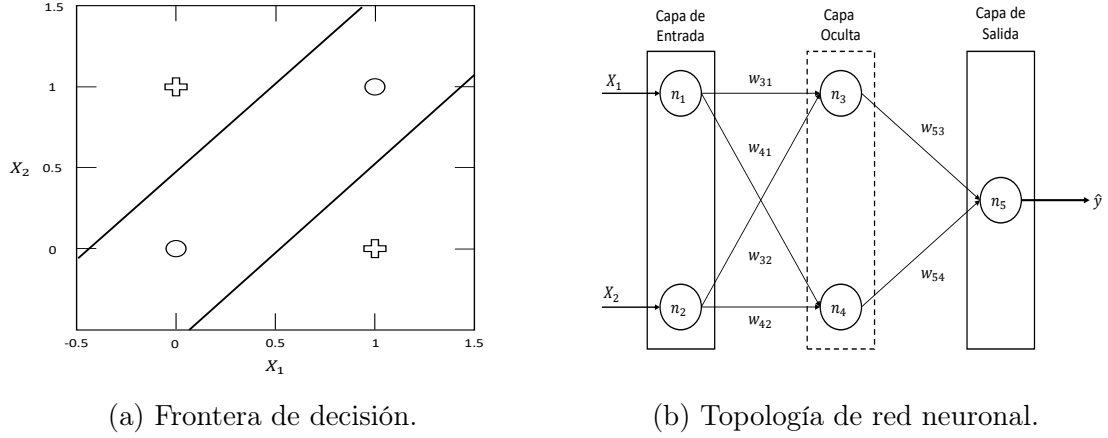 1.5
1
0.5
0
X₂
-0.5
0
0.5
1
1.5
X₁
(a) Frontera de decisión.
Capa de
Entrada
Capa
Oculta
Capa de
Salida
X₁
n₁
w₃₁
n₃
w₅₃
w₄₁
n₅
ŷ
w₃₂
w₅₄
X₂
n₂
w₄₂
n₄
(b) Topología de red neuronal.